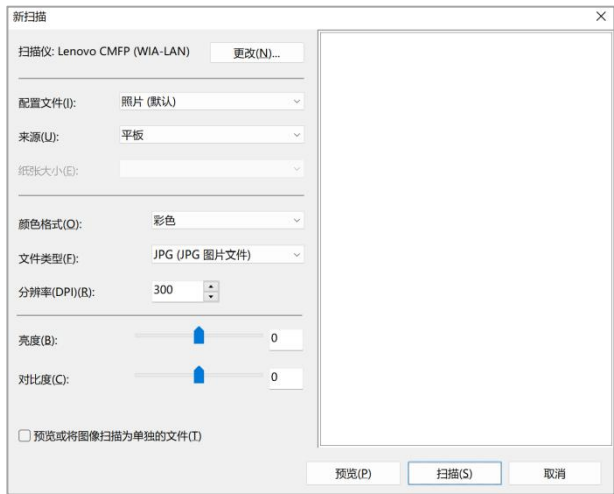 新扫描
扫描仪: Lenovo CMFP (WIA-LAN)
更改(N)...
配置文件(I):
照片 (默认)
来源(U):
平板
纸张大小(E):
颜色格式(O):
彩色
文件类型(F):
JPG (JPG 图片文件)
分辨率(DPI)(R):
300
亮度(B):
0
对比度(C):
0
预览或将图像扫描为单独的文件(T)
预览(P)
扫描(S)
取消